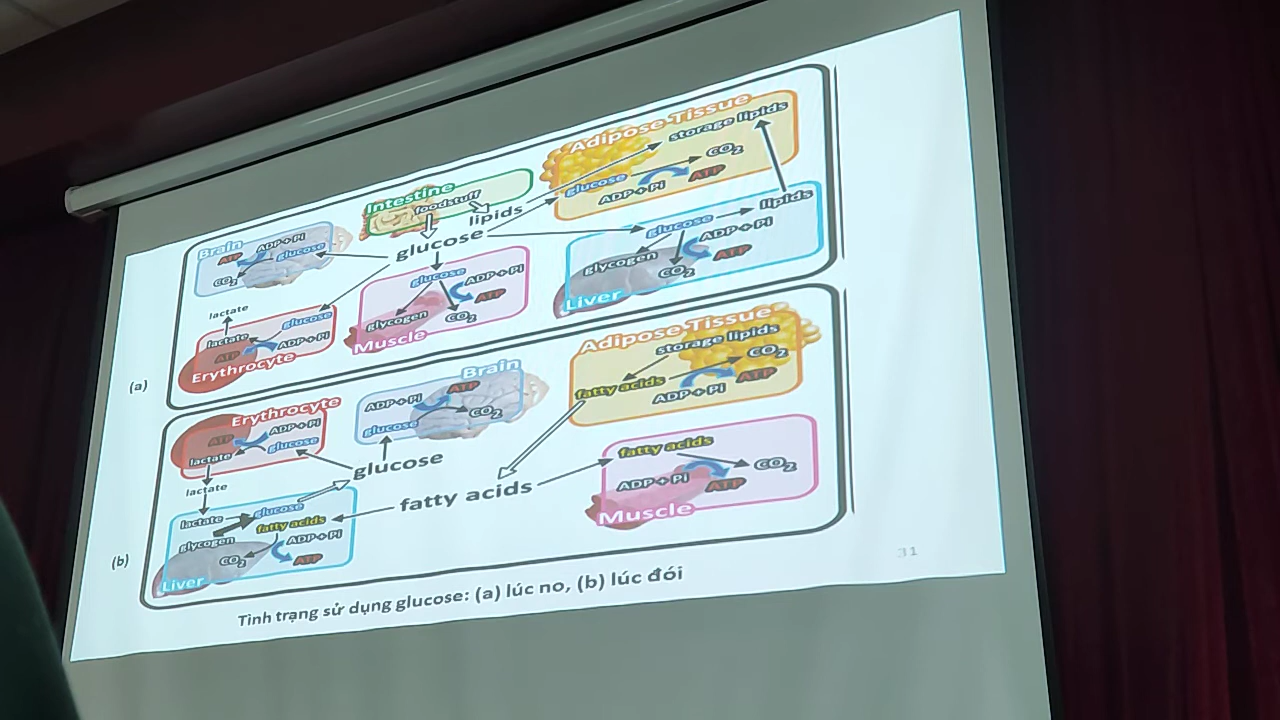 Adipose Tissue
storage lipids
CO₂
glucose
ADP + Pi
ATP
Intestine
foodstuff
lipids
glucose
Brain
ADP + Pi
ATP
glucose
CO₂
glucose
lipids
ADP + Pi
glycogen
ATP
CO₂
Liver
glucose
ADP + Pi
ATP
glycogen
CO₂
Muscle
lactate
glucose
lactate
ADP + Pi
ATP
Erythrocyte
(a)
Adipose Tissue
storage lipids
CO₂
fatty acids
ATP
ADP + Pi
Brain
ATP
ADP + Pi
CO₂
glucose
Erythrocyte
ADP + Pi
ATP
glucose
lactate
glucose
lactate
fatty acids
fatty acids
CO₂
ADP + Pi
ATP
Muscle
lactate
glucose
fatty acids
glycogen
ADP + Pi
CO₂
ATP
Liver
(b)
31
Tình trạng sử dụng glucose: (a) lúc no, (b) lúc đói